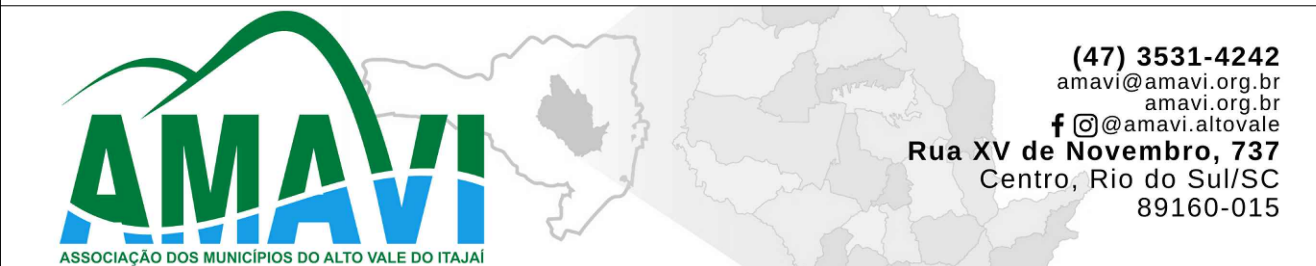 AMAVI
ASSOCIAÇÃO DOS MUNICÍPIOS DO ALTO VALE DO ITAJAÍ
(47) 3531-4242
amavi@amavi.org.br
amavi.org.br
@amavi.altovale
Rua XV de Novembro, 737
Centro, Rio do Sul/SC
89160-015